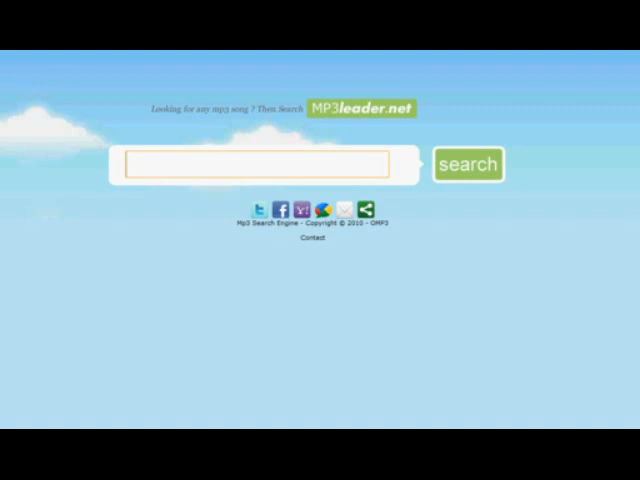 Looking for any mp3 song ? Then Search MP3leader.net
search
Mp3 Search Engine - Copyright © 2010 - OMP3
Contact